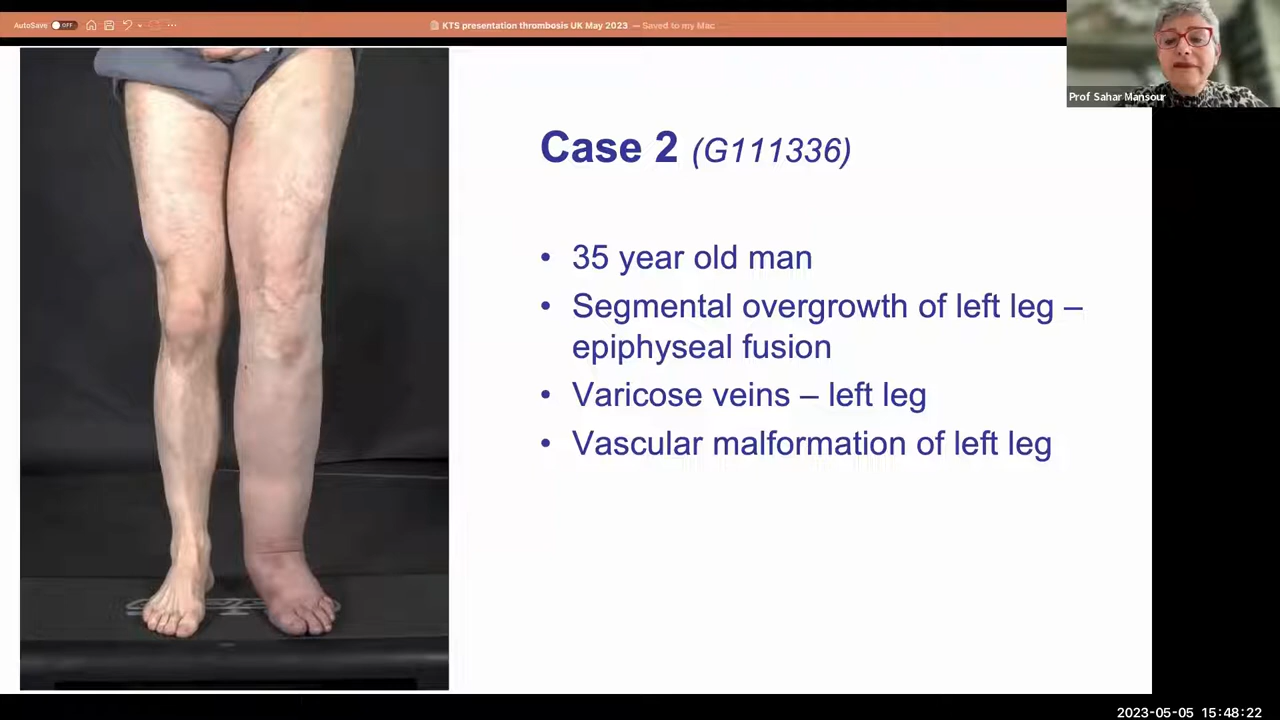 AutoSave OFF
KTS presentation thrombosis UK May 2023 — Saved to my Mac
Prof Sahar Mansour
Case 2 (G111336)
• 35 year old man
• Segmental overgrowth of left leg –
epiphyseal fusion
• Varicose veins – left leg
• Vascular malformation of left leg
2023-05-05 15:48:22